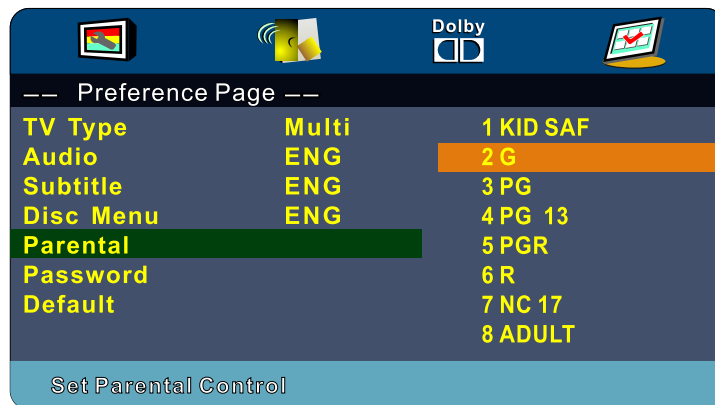 Dolby
-- Preference Page --
TV Type Multi 1 KID SAF
Audio ENG 2 G
Subtitle ENG 3 PG
Disc Menu ENG 4 PG 13
Parental 5 PGR
Password 6 R
Default 7 NC 17
8 ADULT
Set Parental Control